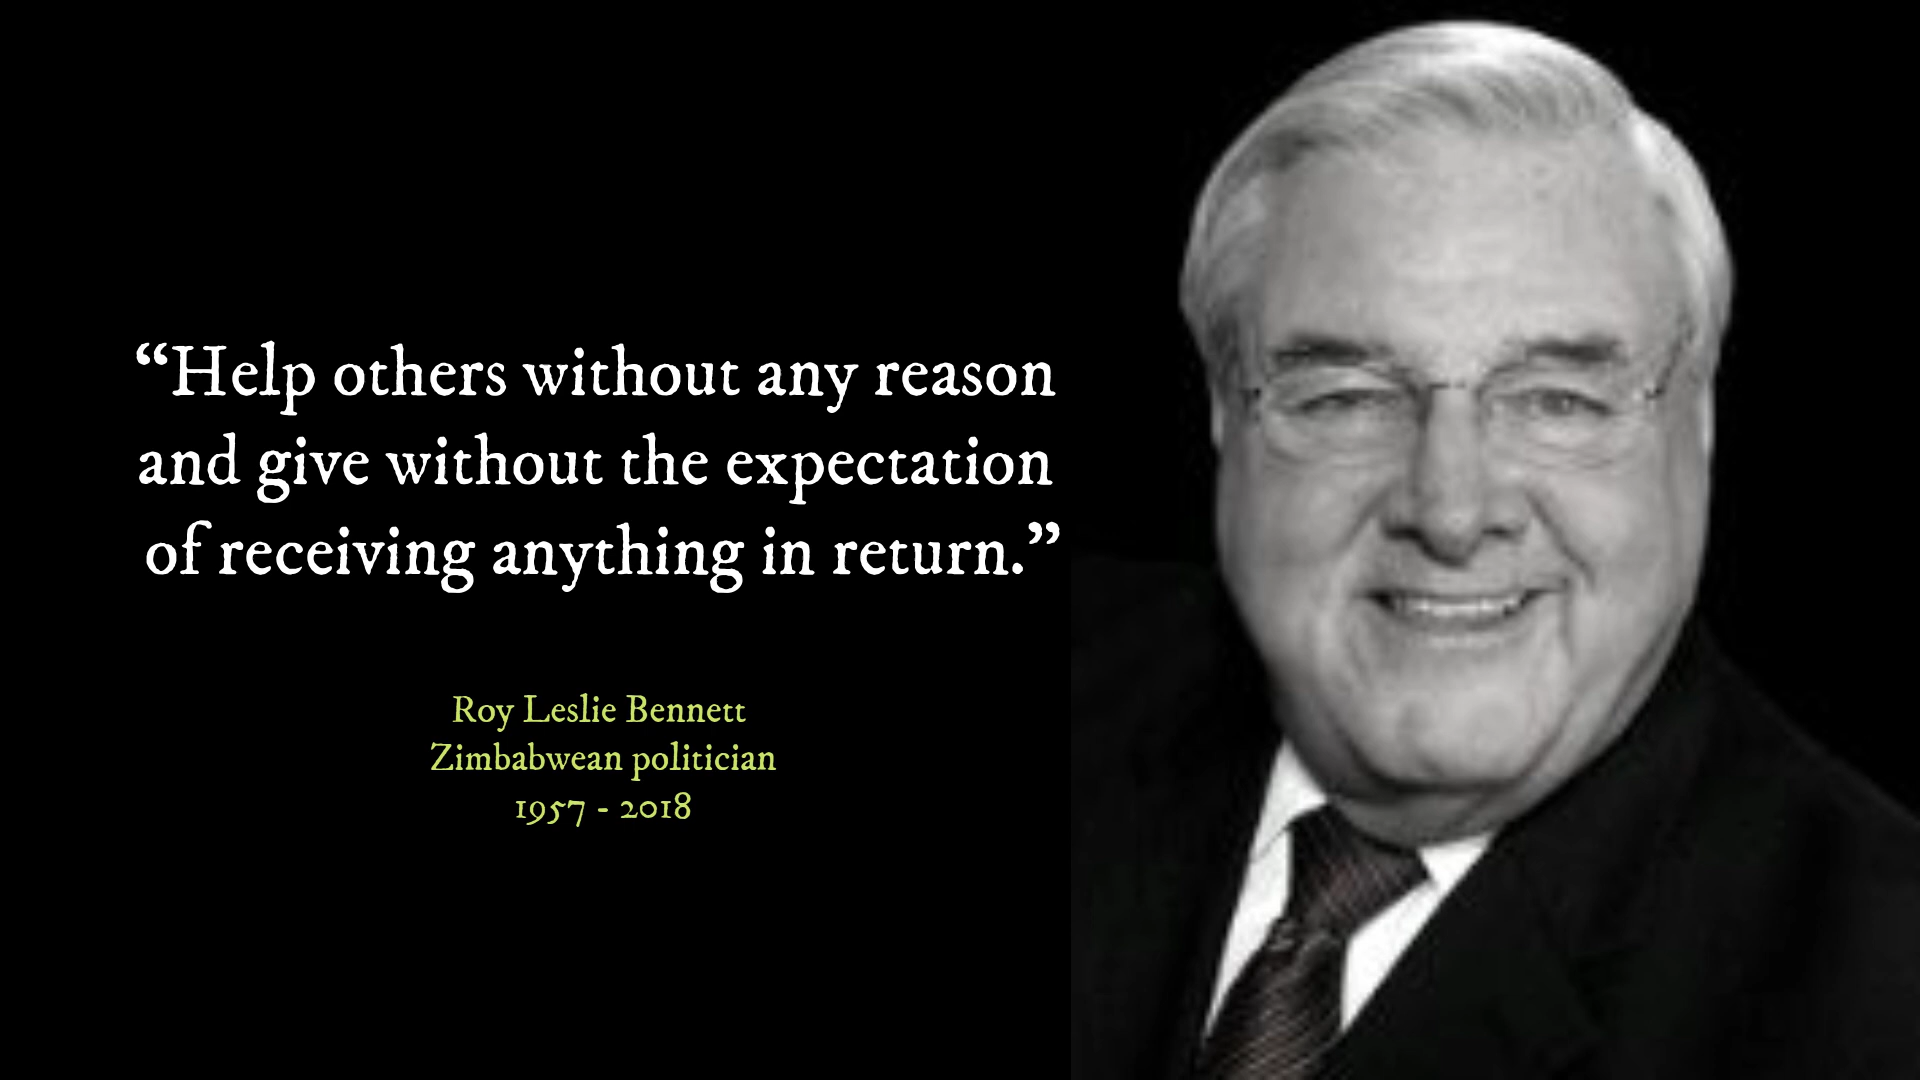 “Help others without any reason
and give without the expectation
of receiving anything in return.”
Roy Leslie Bennett
Zimbabwean politician
1957 - 2018